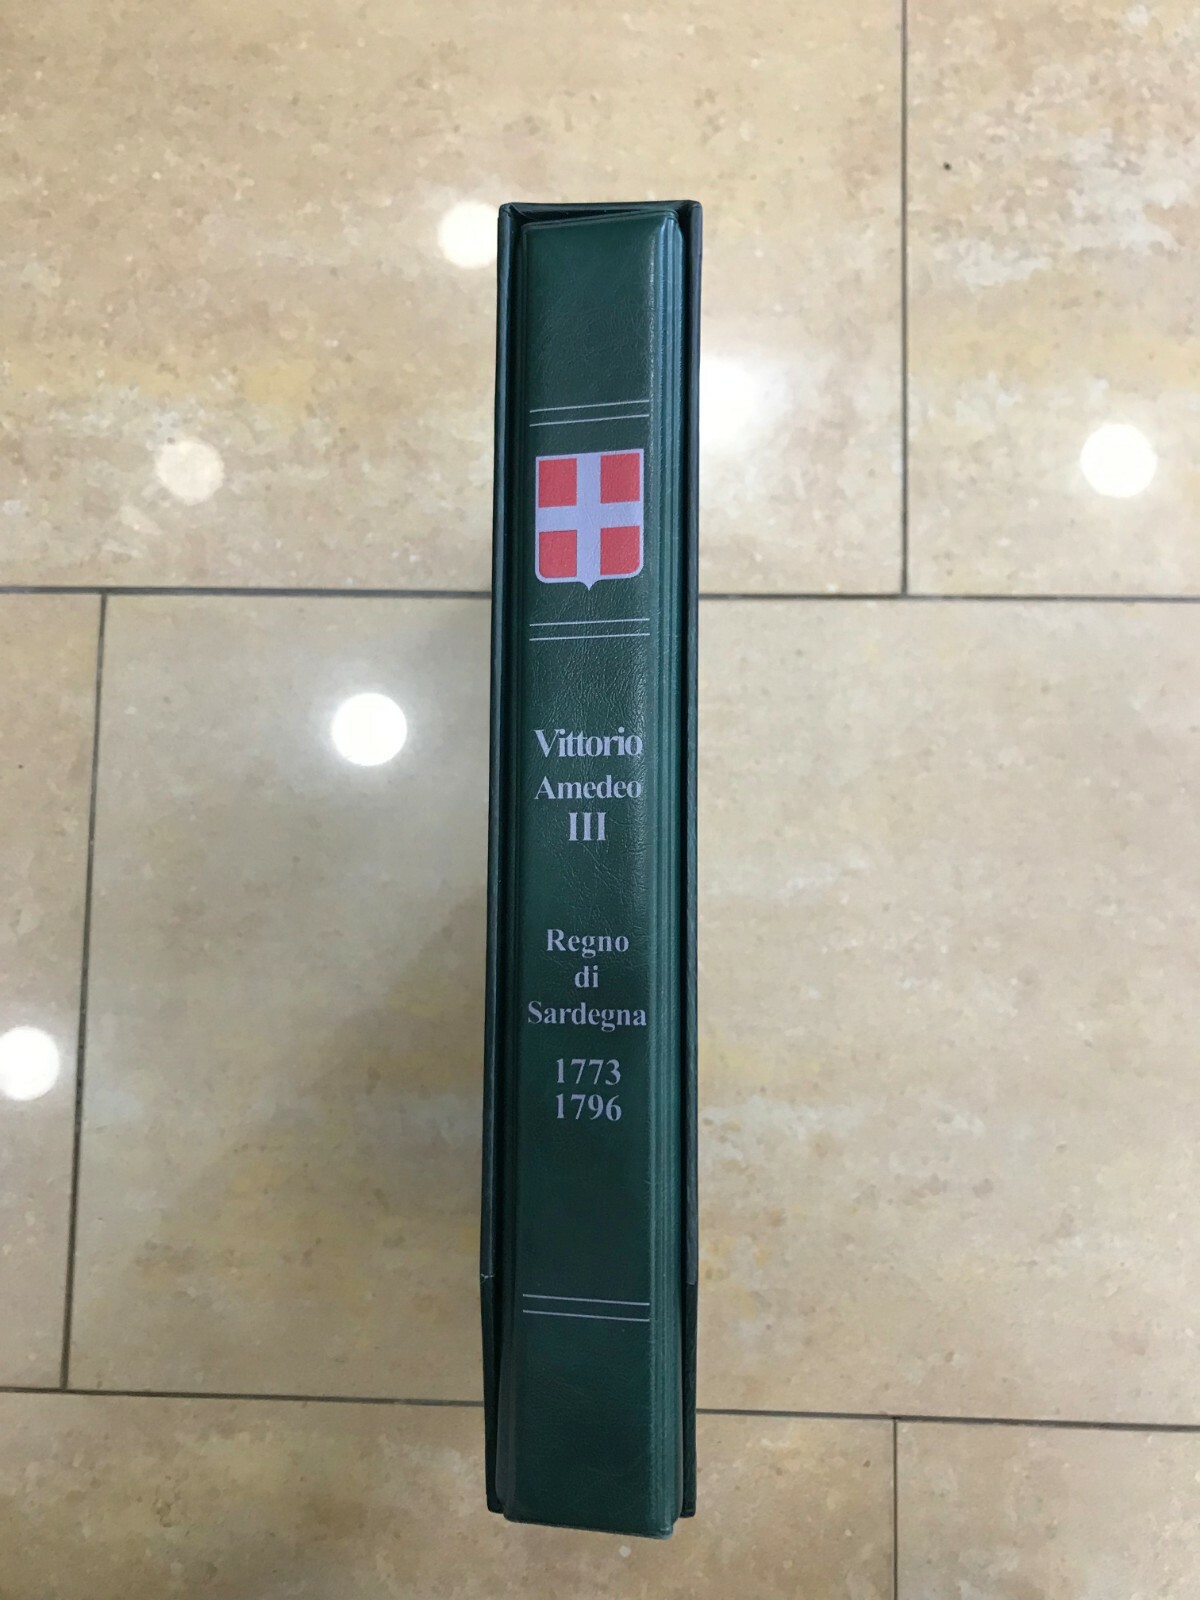 Vittorio
Amedeo
III
Regno
di
Sardegna
1773
1796